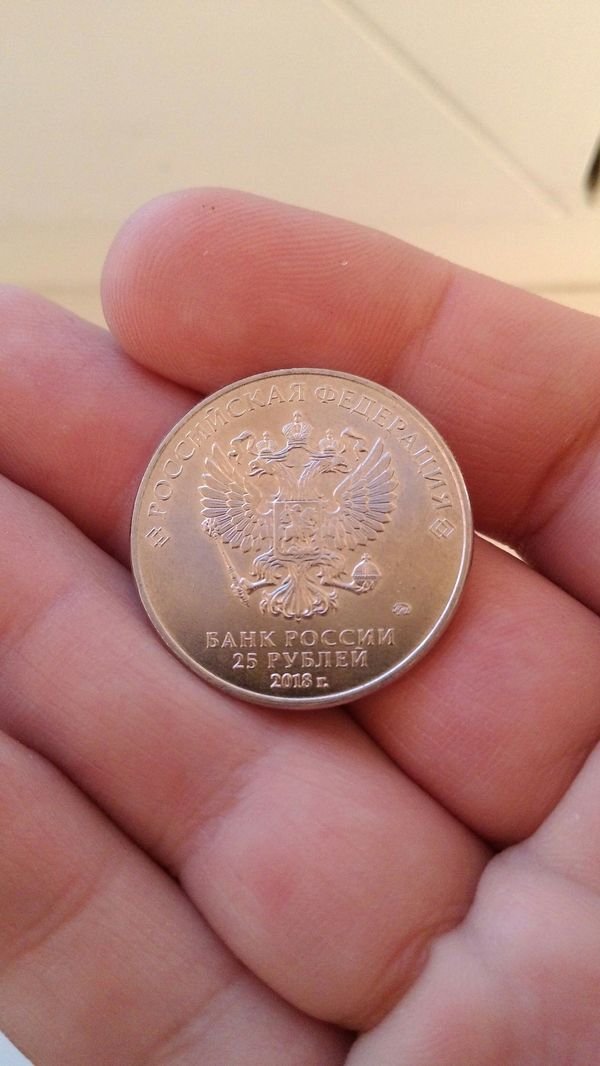 РОССИЙСКАЯ ФЕДЕРАЦИЯ
БАНК РОССИИ
25 РУБЛЕЙ
2018 г.